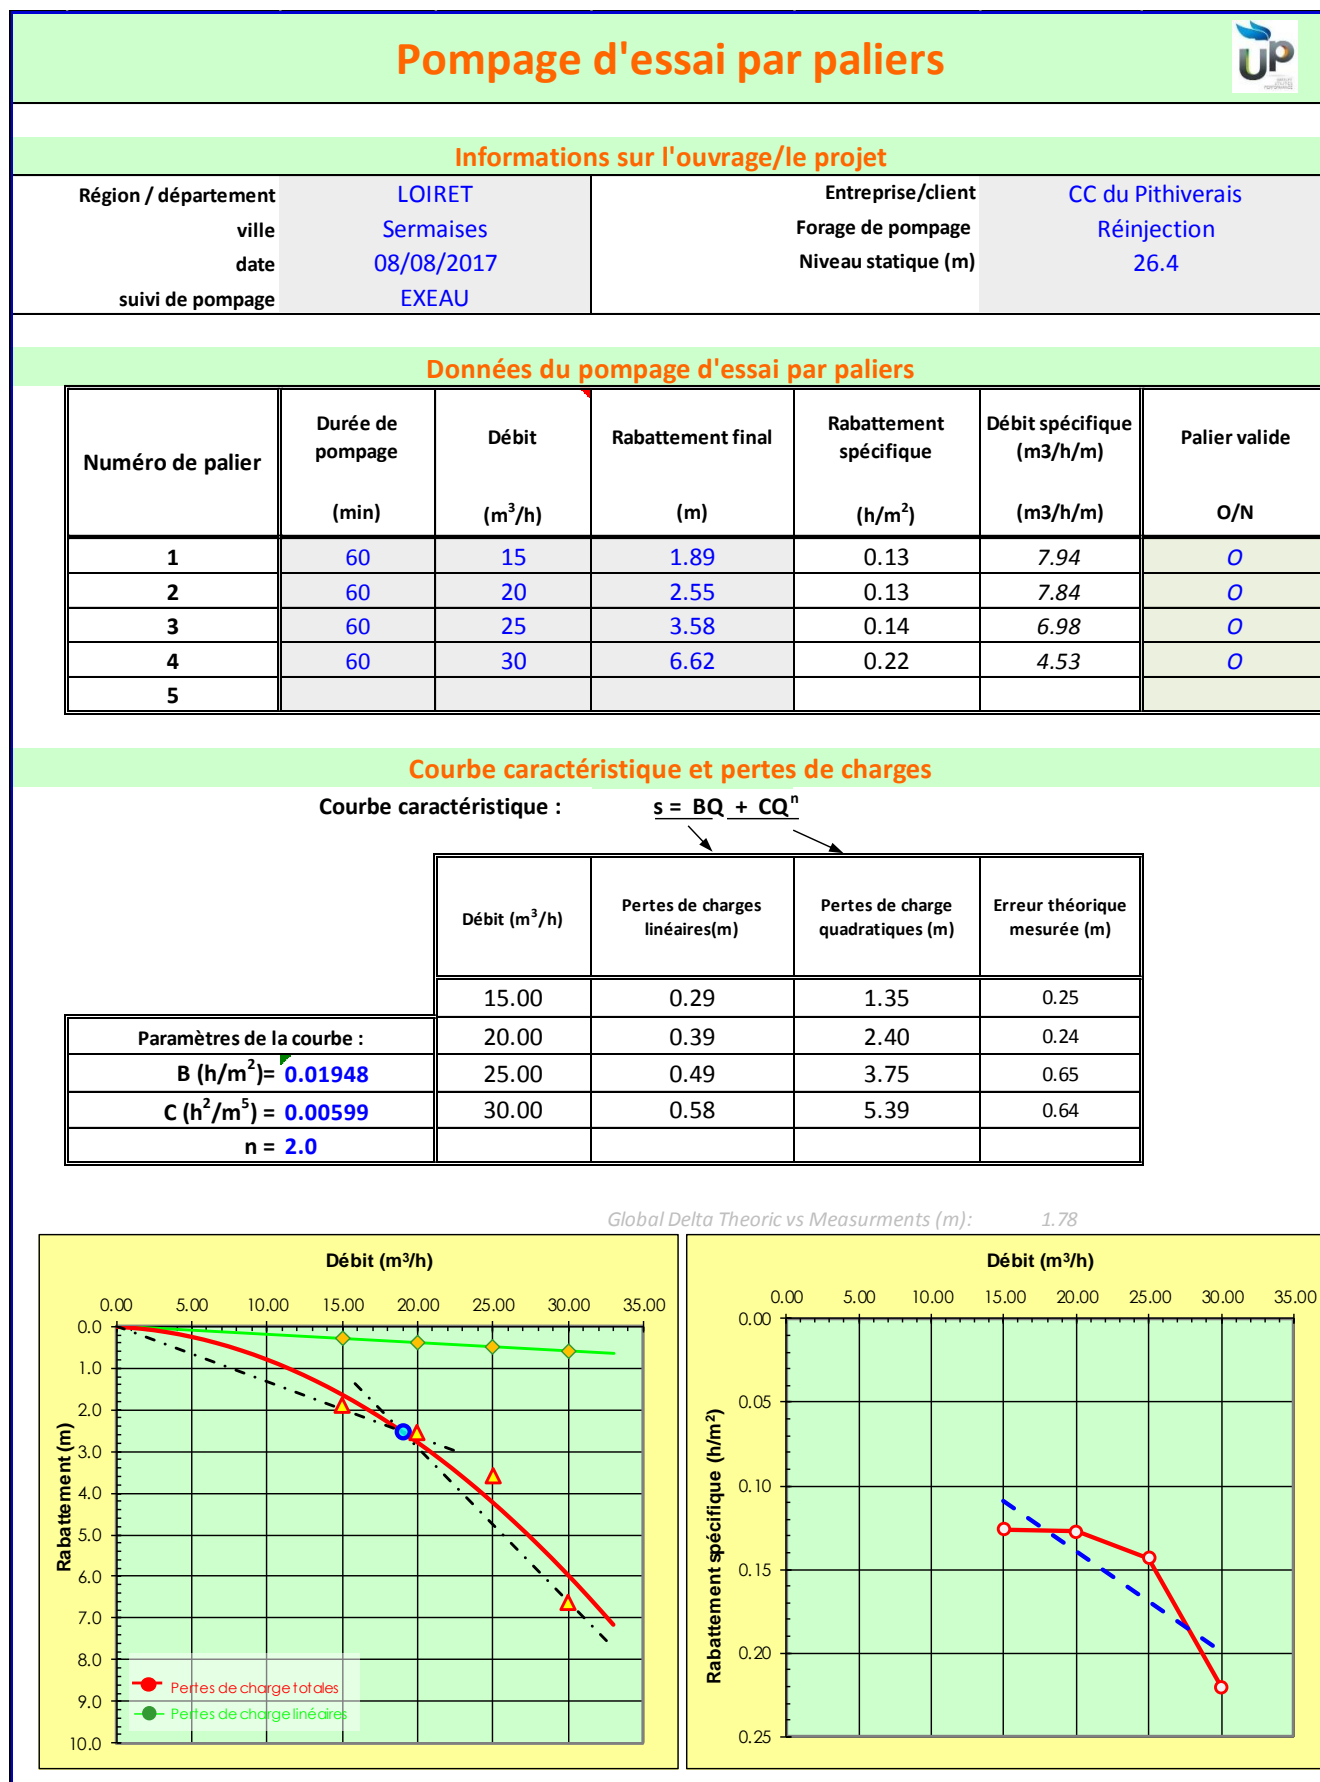 Pompage d'essai par paliers
UP
Informations sur l'ouvrage/le projet
Région / département LOIRET Entreprise/client CC du Pithiverais
ville Sermaises Forage de pompage Réinjection
date 08/08/2017 Niveau statique (m) 26.4
suivi de pompage EXEAU
Données du pompage d'essai par paliers
Numéro de palier Durée de pompage (min) Débit (m³/h) Rabattement final (m) Rabattement spécifique (h/m²) Débit spécifique (m3/h/m) (m3/h/m) Palier valide O/N
1 60 15 1.89 0.13 7.94 O
2 60 20 2.55 0.13 7.84 O
3 60 25 3.58 0.14 6.98 O
4 60 30 6.62 0.22 4.53 O
5
Courbe caractéristique et pertes de charges
Courbe caractéristique : s = BQ + CQⁿ
Débit (m³/h) Pertes de charges linéaires(m) Pertes de charge quadratiques (m) Erreur théorique mesurée (m)
15.00 0.29 1.35 0.25
Paramètres de la courbe : 20.00 0.39 2.40 0.24
B (h/m²)= 0.01948 25.00 0.49 3.75 0.65
C (h²/m⁵) = 0.00599 30.00 0.58 5.39 0.64
n = 2.0
Global Delta Theoric vs Measurments (m): 1.78
Débit (m³/h)
0.00 5.00 10.00 15.00 20.00 25.00 30.00 35.00
Rabattement (m)
0.0
1.0
2.0
3.0
4.0
5.0
6.0
7.0
8.0
9.0
10.0
Pertes de charge totales
Pertes de charge linéaires
Débit (m³/h)
0.00 5.00 10.00 15.00 20.00 25.00 30.00 35.00
Rabattement spécifique (h/m²)
0.00
0.05
0.10
0.15
0.20
0.25